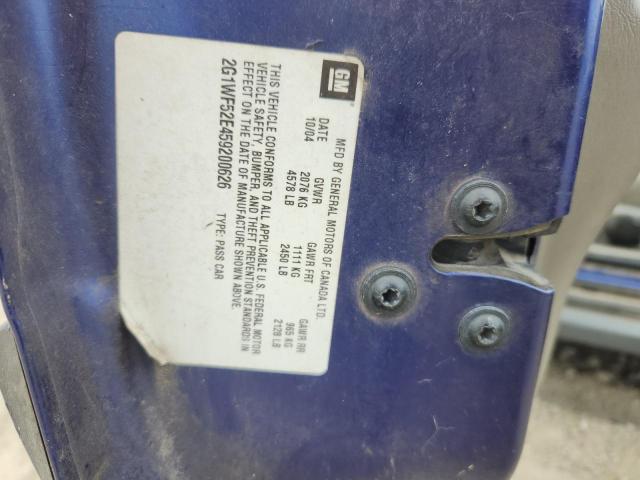 GM
MFD BY GENERAL MOTORS OF CANADA LTD.
DATE GVWR GAWR FRT GAWR RR
10/04 2076 KG 1111 KG 965 KG
4578 LB 2450 LB 2128 LB
THIS VEHICLE CONFORMS TO ALL APPLICABLE U.S. FEDERAL MOTOR
VEHICLE SAFETY, BUMPER, AND THEFT PREVENTION STANDARDS IN
EFFECT ON THE DATE OF MANUFACTURE SHOWN ABOVE.
2G1WF52E459200626 TYPE: PASS CAR